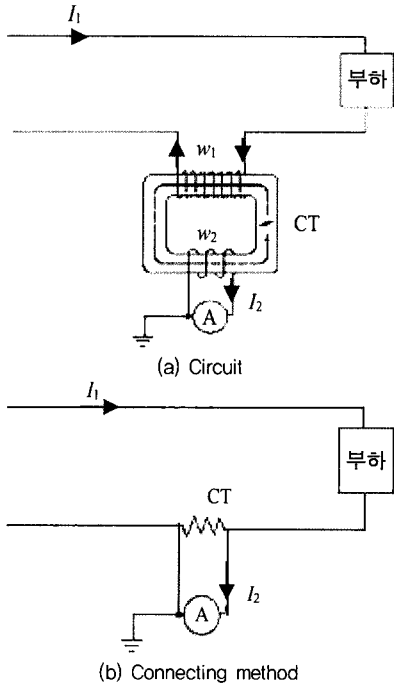 I₁
부하
w₁
CT
w₂
I₂
A
(a) Circuit
I₁
부하
CT
I₂
A
(b) Connecting method